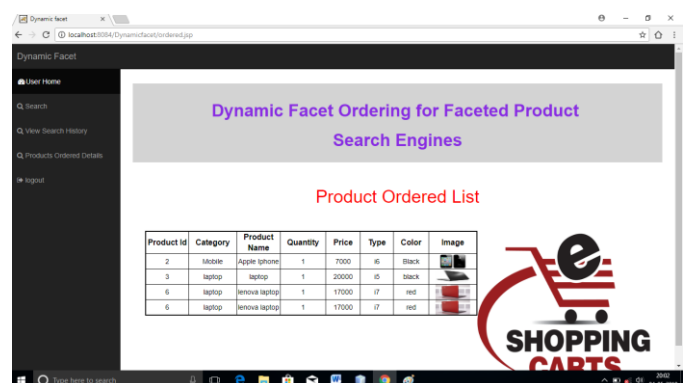 Dynamic facet
localhost:8084/Dynamicfacet/ordered.jsp
Dynamic Facet
User Home
Search
View Search History
Products Ordered Details
logout
Dynamic Facet Ordering for Faceted Product
Search Engines
Product Ordered List
Product Id Category Product Name Quantity Price Type Color Image
2 Mobile Apple Iphone 1 7000 i6 Black
3 laptop laptop 1 20000 i5 black
6 laptop lenova laptop 1 17000 i7 red
6 laptop lenova laptop 1 17000 i7 red
e
SHOPPING
CARTS
Type here to search
20:02